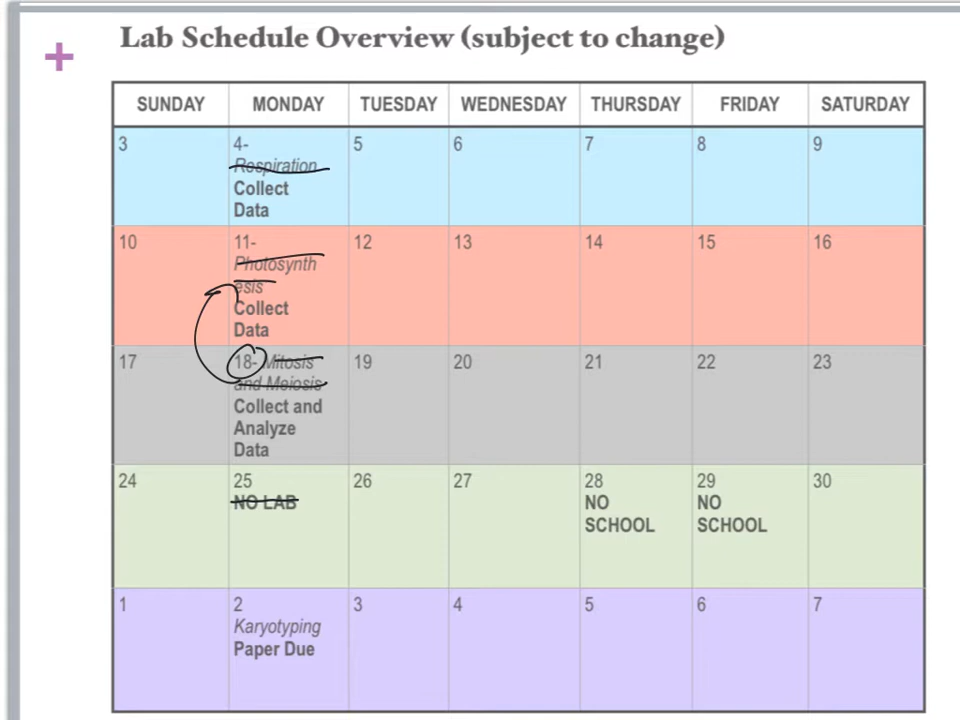 Lab Schedule Overview (subject to change)
+
SUNDAY MONDAY TUESDAY WEDNESDAY THURSDAY FRIDAY SATURDAY
3 4- 5 6 7 8 9
Respiration
Collect
Data
10 11- 12 13 14 15 16
Photosynth
esis
Collect
Data
17 18- Mitosis 19 20 21 22 23
and Meiosis
Collect and
Analyze
Data
24 25 26 27 28 29 30
NO LAB NO NO
SCHOOL SCHOOL
1 2 3 4 5 6 7
Karyotyping
Paper Due